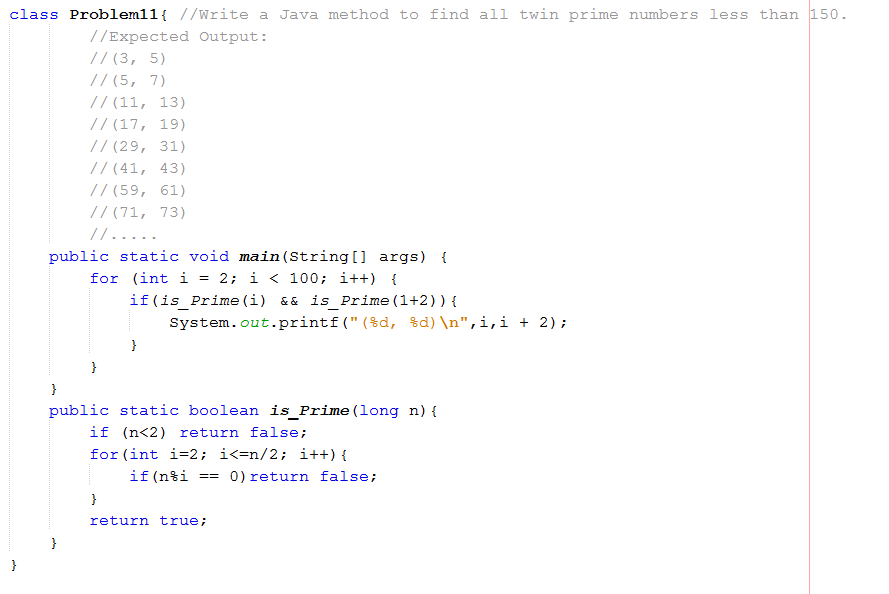 class Problem11{ //Write a Java method to find all twin prime numbers less than 150.
//Expected Output:
//(3, 5)
//(5, 7)
//(11, 13)
//(17, 19)
//(29, 31)
//(41, 43)
//(59, 61)
//(71, 73)
//.....
public static void main(String[] args) {
for (int i = 2; i < 100; i++) {
if(is_Prime(i) && is_Prime(1+2)){
System.out.printf("(%d, %d)\n",i,i + 2);
}
}
}
public static boolean is_Prime(long n){
if (n<2) return false;
for(int i=2; i<=n/2; i++){
if(n%i == 0)return false;
}
return true;
}
}